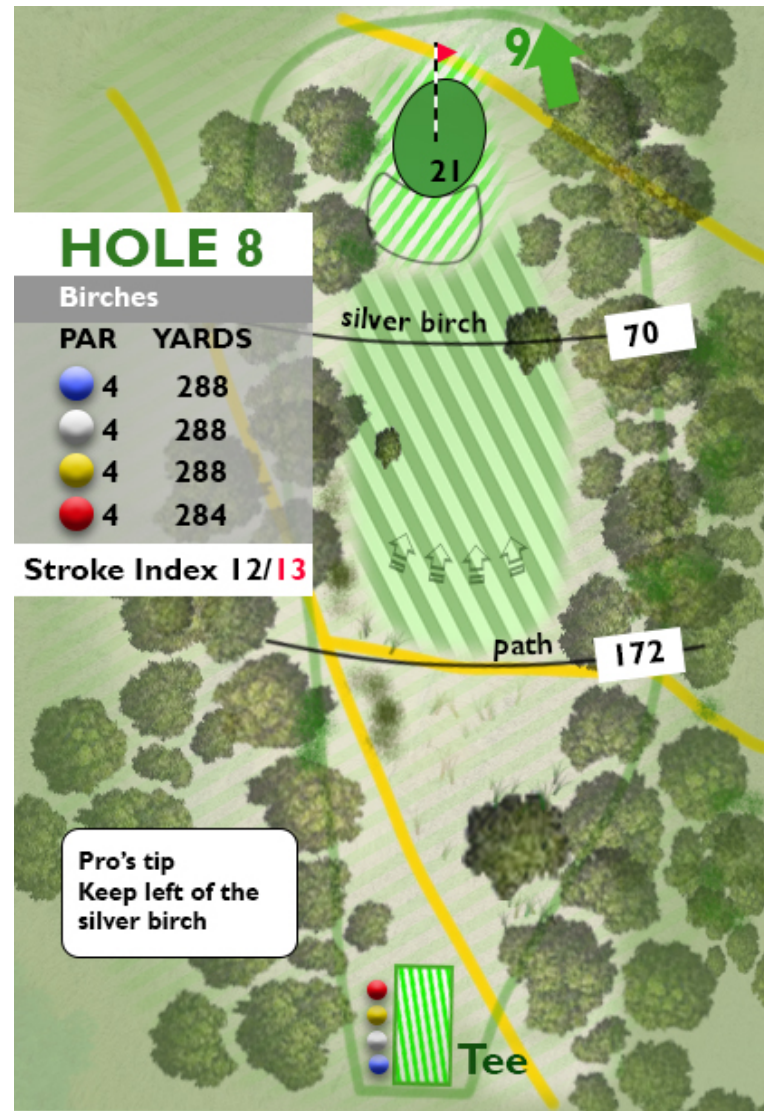 9
21
HOLE 8
Birches
PAR YARDS
4 288
4 288
4 288
4 284
Stroke Index 12/13
silver birch
70
path
172
Pro's tip
Keep left of the
silver birch
Tee